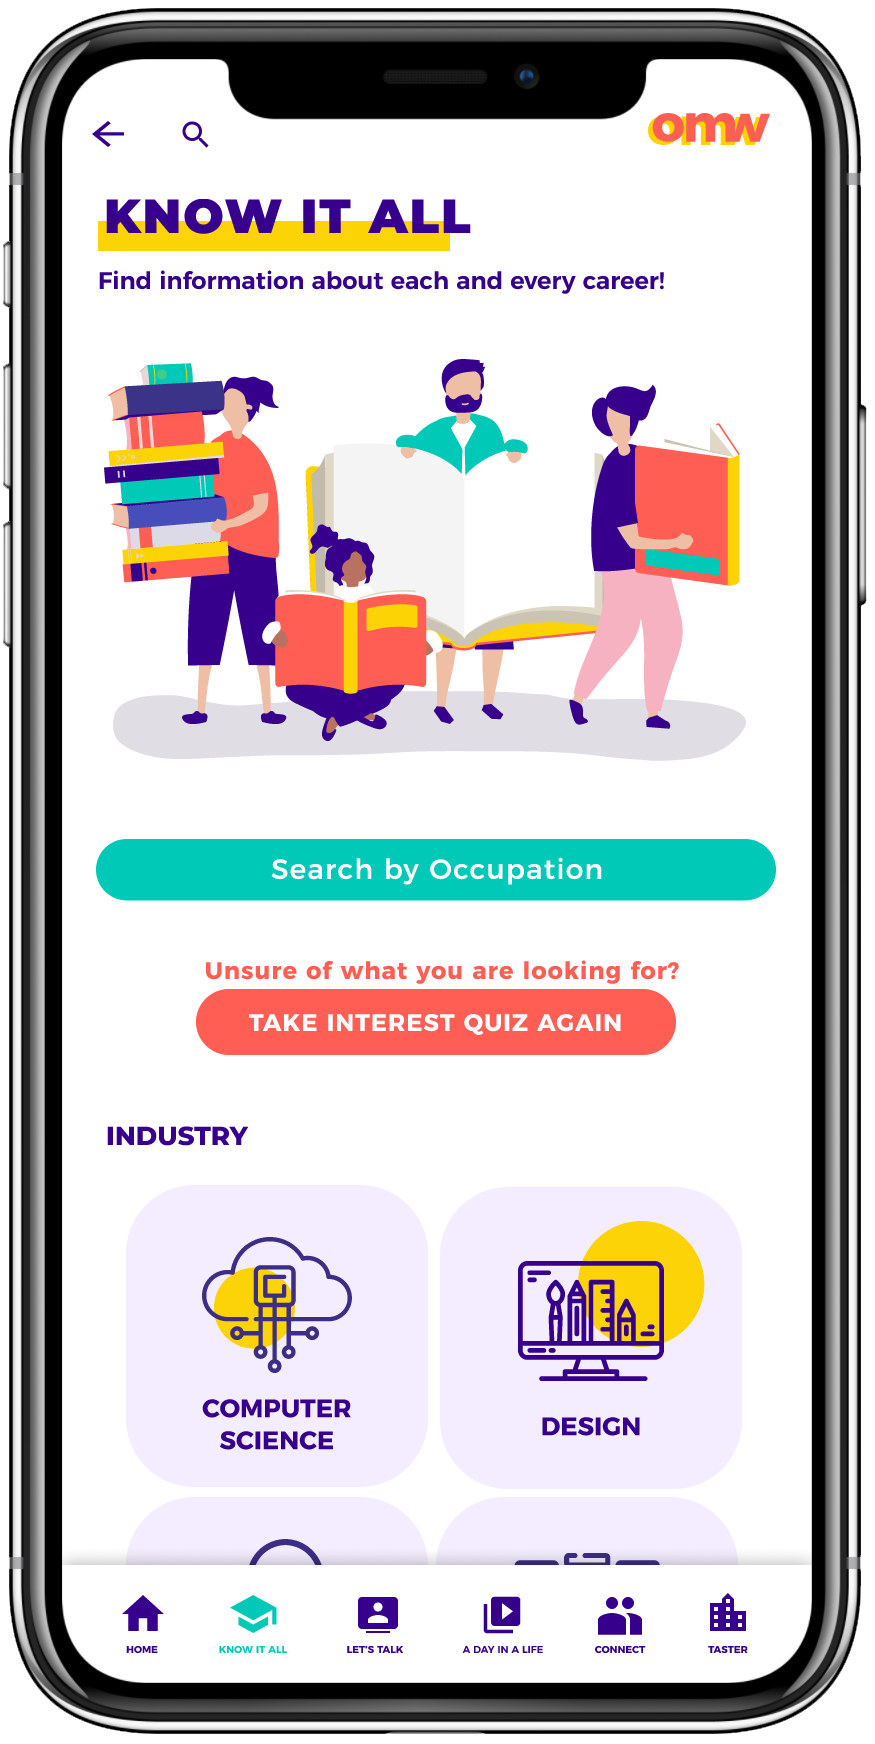 omw
KNOW IT ALL
Find information about each and every career!
Search by Occupation
Unsure of what you are looking for?
TAKE INTEREST QUIZ AGAIN
INDUSTRY
COMPUTER
SCIENCE
DESIGN
HOME
KNOW IT ALL
LET'S TALK
A DAY IN A LIFE
CONNECT
TASTER